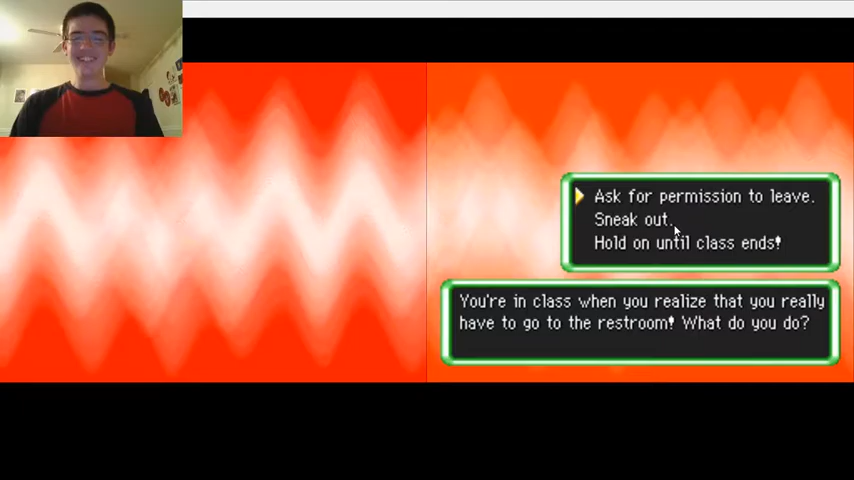 Ask for permission to leave.
Sneak out.
Hold on until class ends!
You're in class when you realize that you really
have to go to the restroom! What do you do?